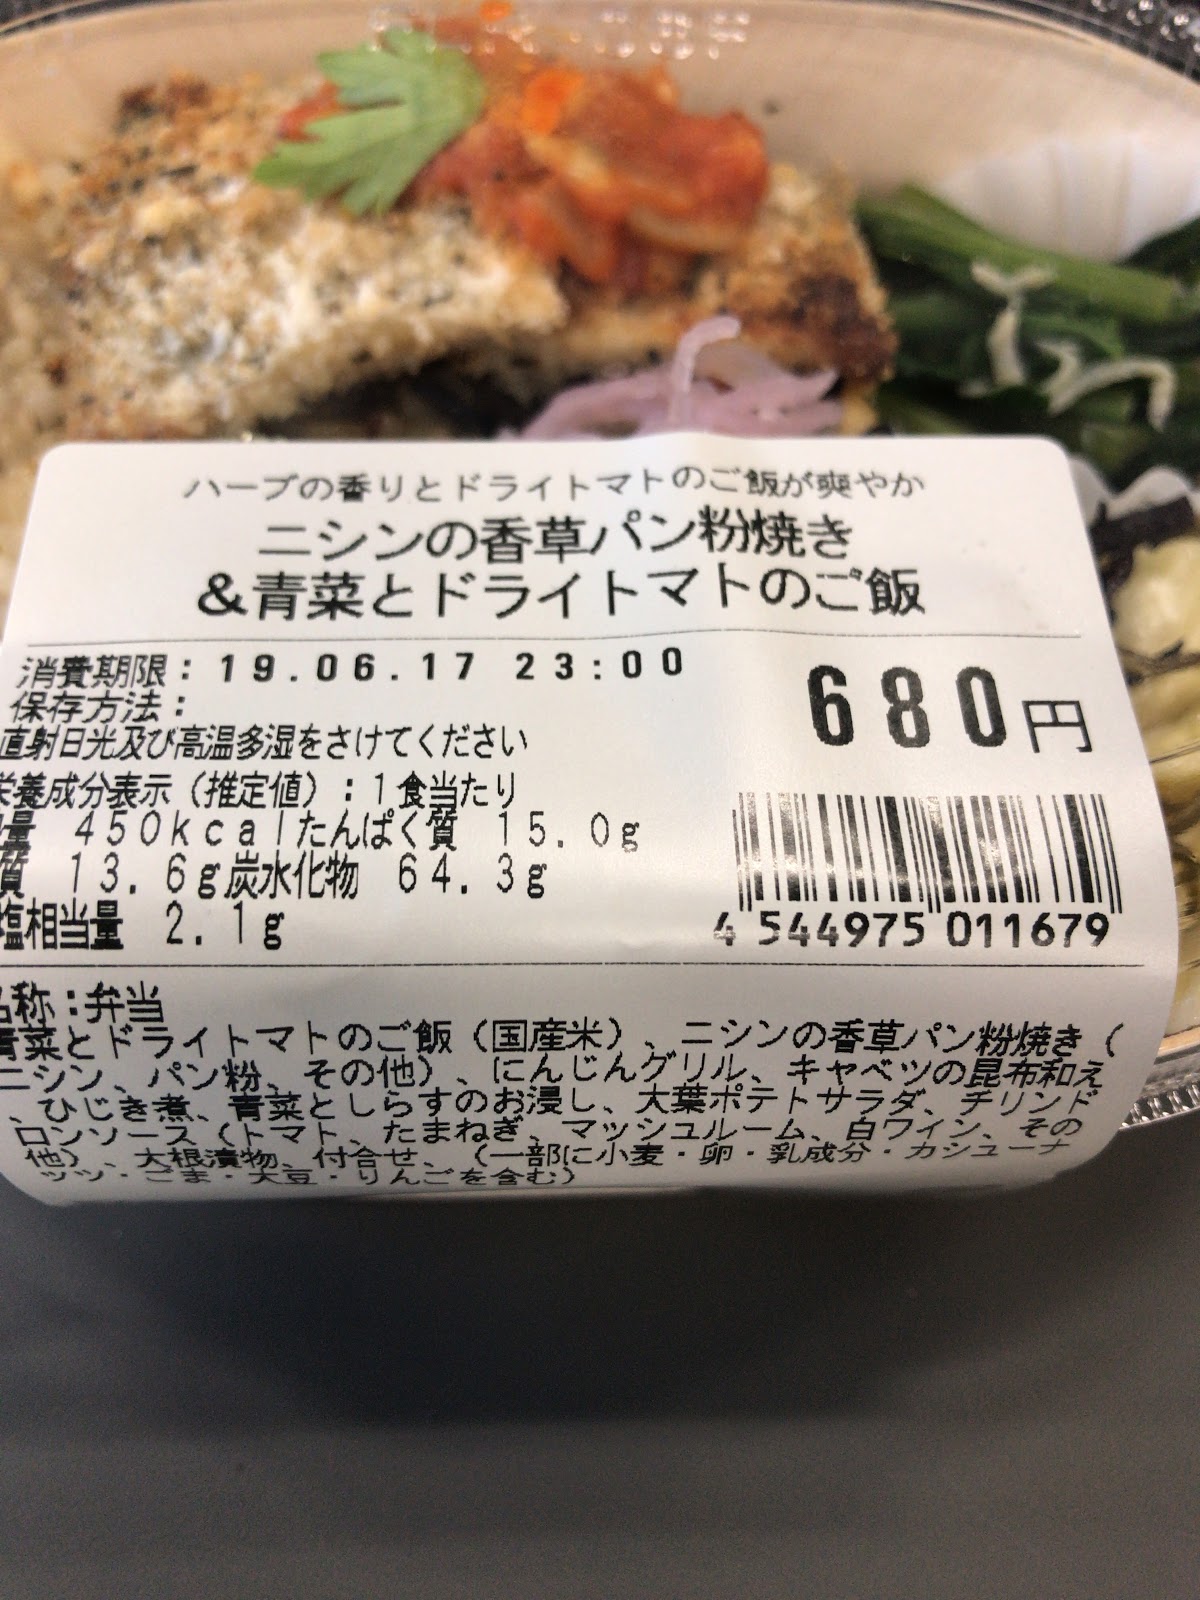 ハーブの香りとドライトマトのご飯が爽やか
ニシンの香草パン粉焼き
&青菜とドライトマトのご飯
消費期限：19.06.17 23:00
保存方法：
直射日光及び高温多湿をさけてください
栄養成分表示（推定値）：1食当たり
量 450kcalたんぱく質 15.0g
質 13.6g炭水化物 64.3g
塩相当量 2.1g
680円
4 544975 011679
名称：弁当
青菜とドライトマトのご飯（国産米）、ニシンの香草パン粉焼き（
ニシン、パン粉、その他）、にんじんグリル、キャベツの昆布和え
、ひじき煮、青菜としらすのお浸し、大葉ポテトサラダ、チリンド
ロンソース（トマト、たまねぎ、マッシュルーム、白ワイン、その
他）、大根漬物、付合せ、（一部に小麦・卵・乳成分・カシューナ
ッツ・ごま・大豆・りんごを含む）